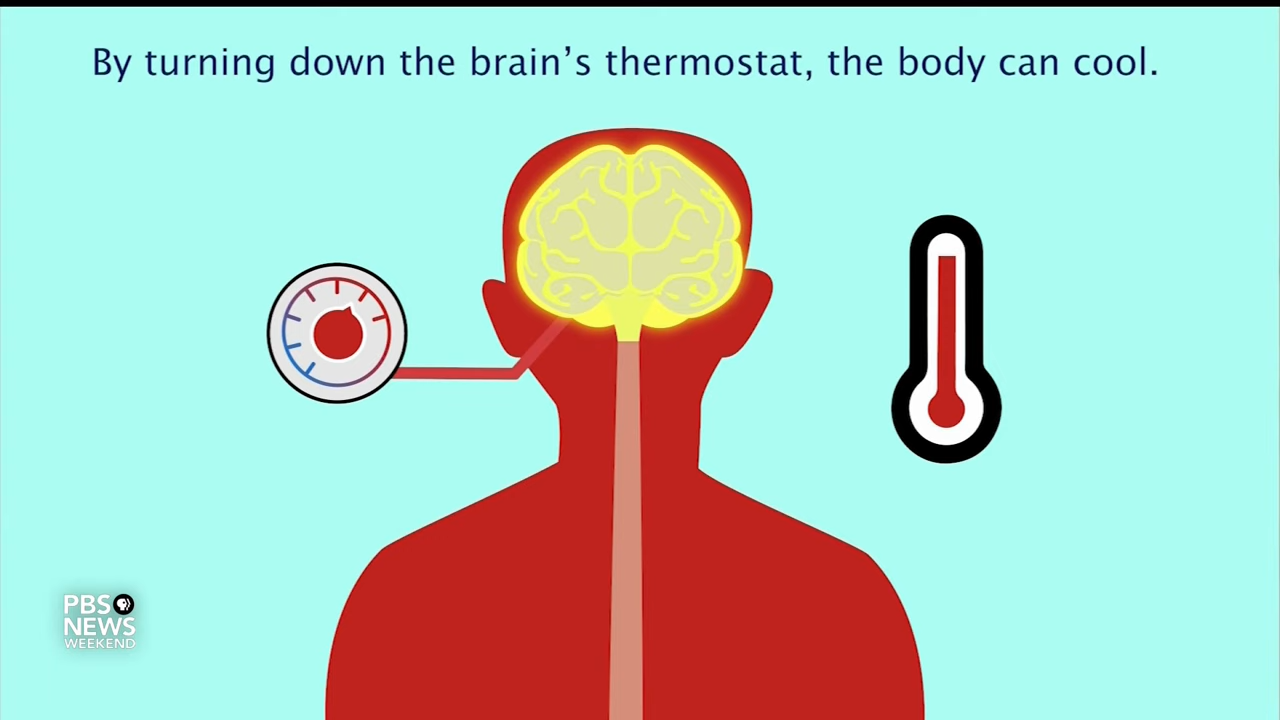 By turning down the brain’s thermostat, the body can cool.
PBS
NEWS
WEEKEND